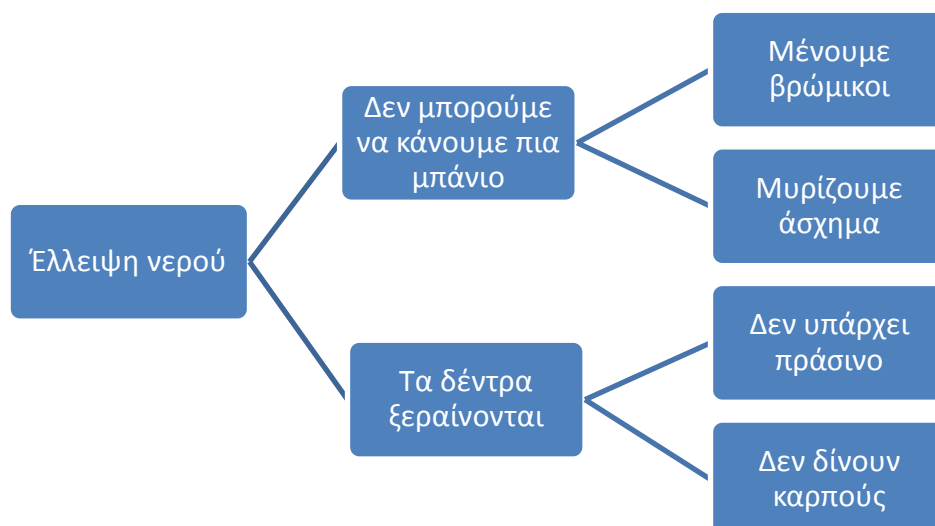 Έλλειψη νερού
Δεν μπορούμε
να κάνουμε πια
μπάνιο
Μένουμε
βρώμικοι
Μυρίζουμε
άσχημα
Τα δέντρα
ξεραίνονται
Δεν υπάρχει
πράσινο
Δεν δίνουν
καρπούς